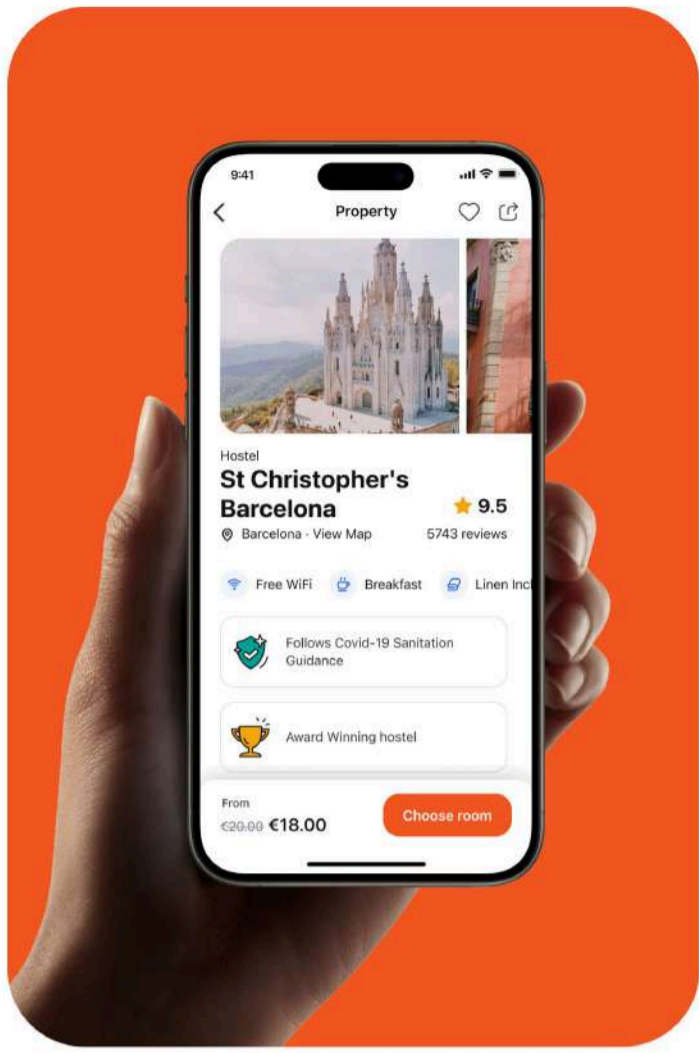 9:41
Property
Hostel
St Christopher's
Barcelona
9.5
Barcelona · View Map
5743 reviews
Free WiFi
Breakfast
Linen Inc
Follows Covid-19 Sanitation
Guidance
Award Winning hostel
From
€20.00 €18.00
Choose room